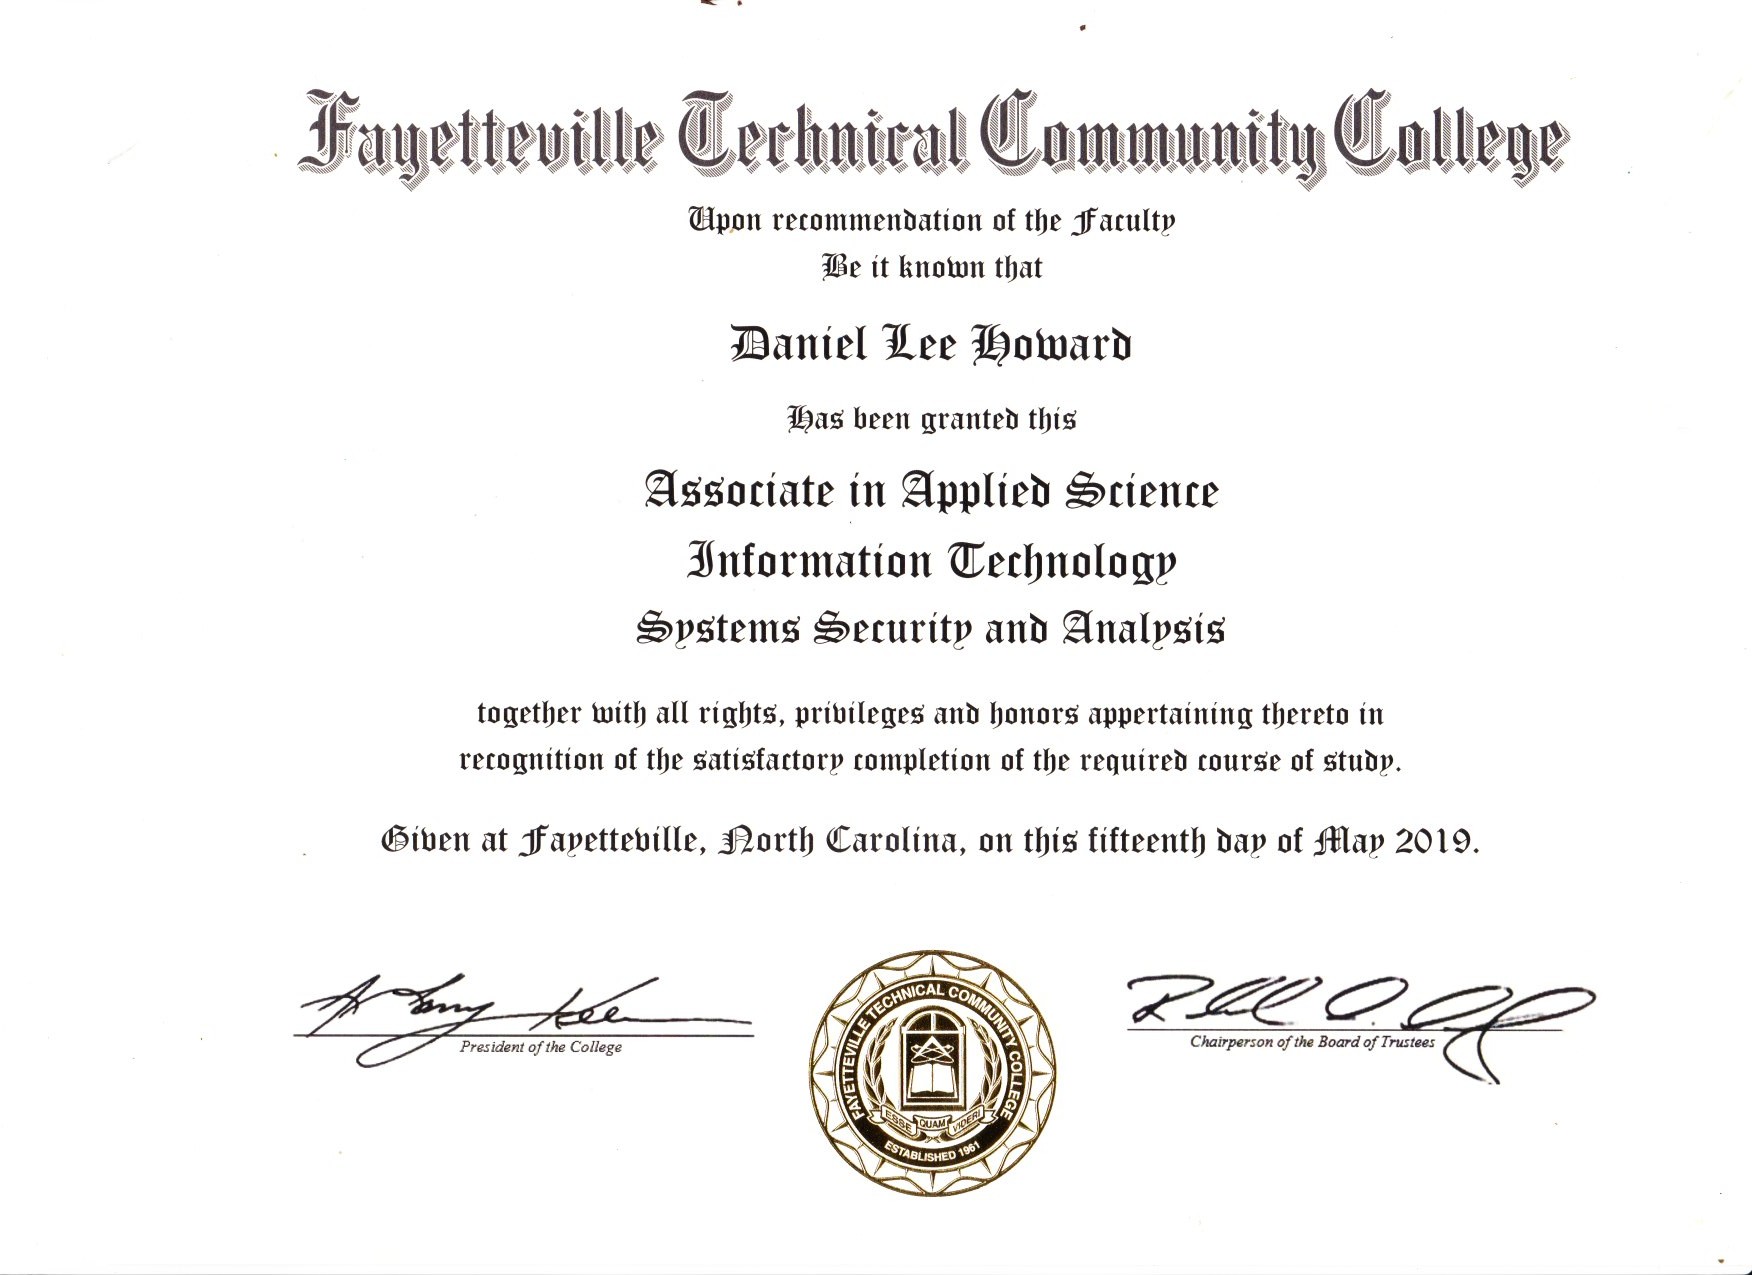 Fayetteville Technical Community College
Upon recommendation of the Faculty
Be it known that
Daniel Lee Howard
Has been granted this
Associate in Applied Science
Information Technology
Systems Security and Analysis
together with all rights, privileges and honors appertaining thereto in
recognition of the satisfactory completion of the required course of study.
Given at Fayetteville, North Carolina, on this fifteenth day of May 2019.
President of the College
FAYETTEVILLE TECHNICAL COMMUNITY COLLEGE
ESSE QUAM VIDERI
ESTABLISHED 1961
Chairperson of the Board of Trustees